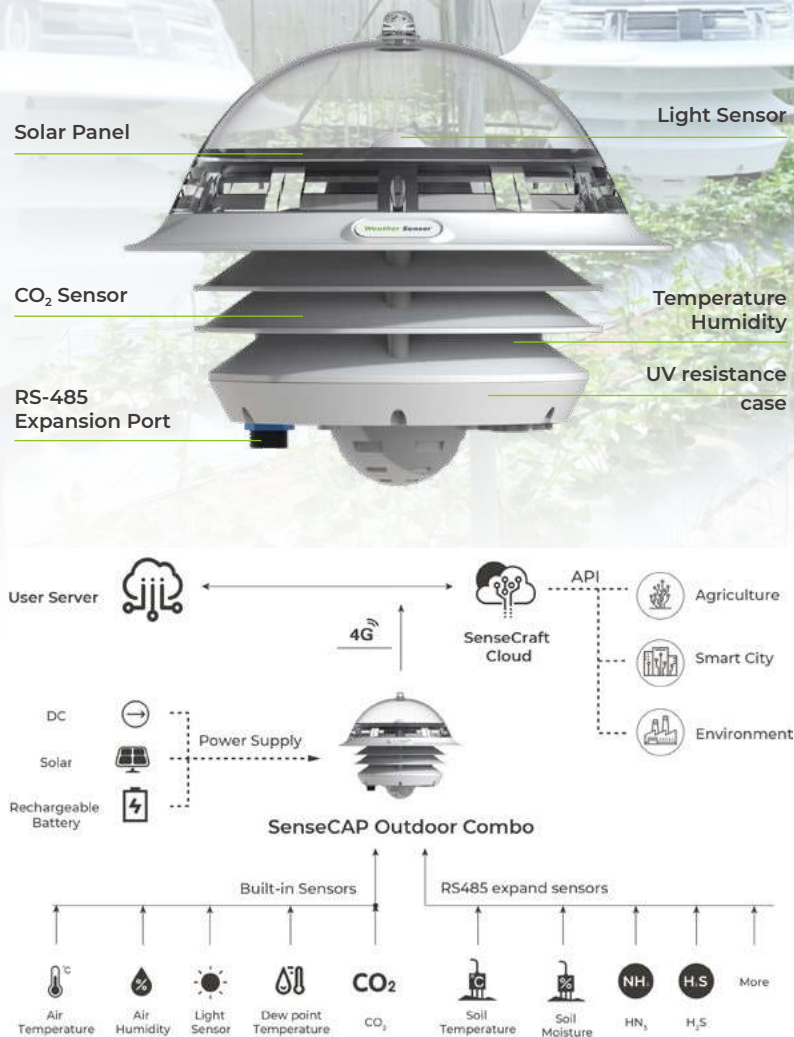 Solar Panel
Light Sensor
Weather Sensor
CO₂ Sensor
Temperature
Humidity
RS-485
Expansion Port
UV resistance
case
User Server
4G
SenseCraft
Cloud
API
Agriculture
Smart City
Environment
DC
Solar
Rechargeable
Battery
Power Supply
SenseCAP Outdoor Combo
Built-in Sensors
RS485 expand sensors
°C
%
CO₂
C
%
NH₃
H₂S
Air
Temperature
Air
Humidity
Light
Sensor
Dew point
Temperature
CO₂
Soil
Temperature
Soil
Moisture
HN₃
H₂S
More